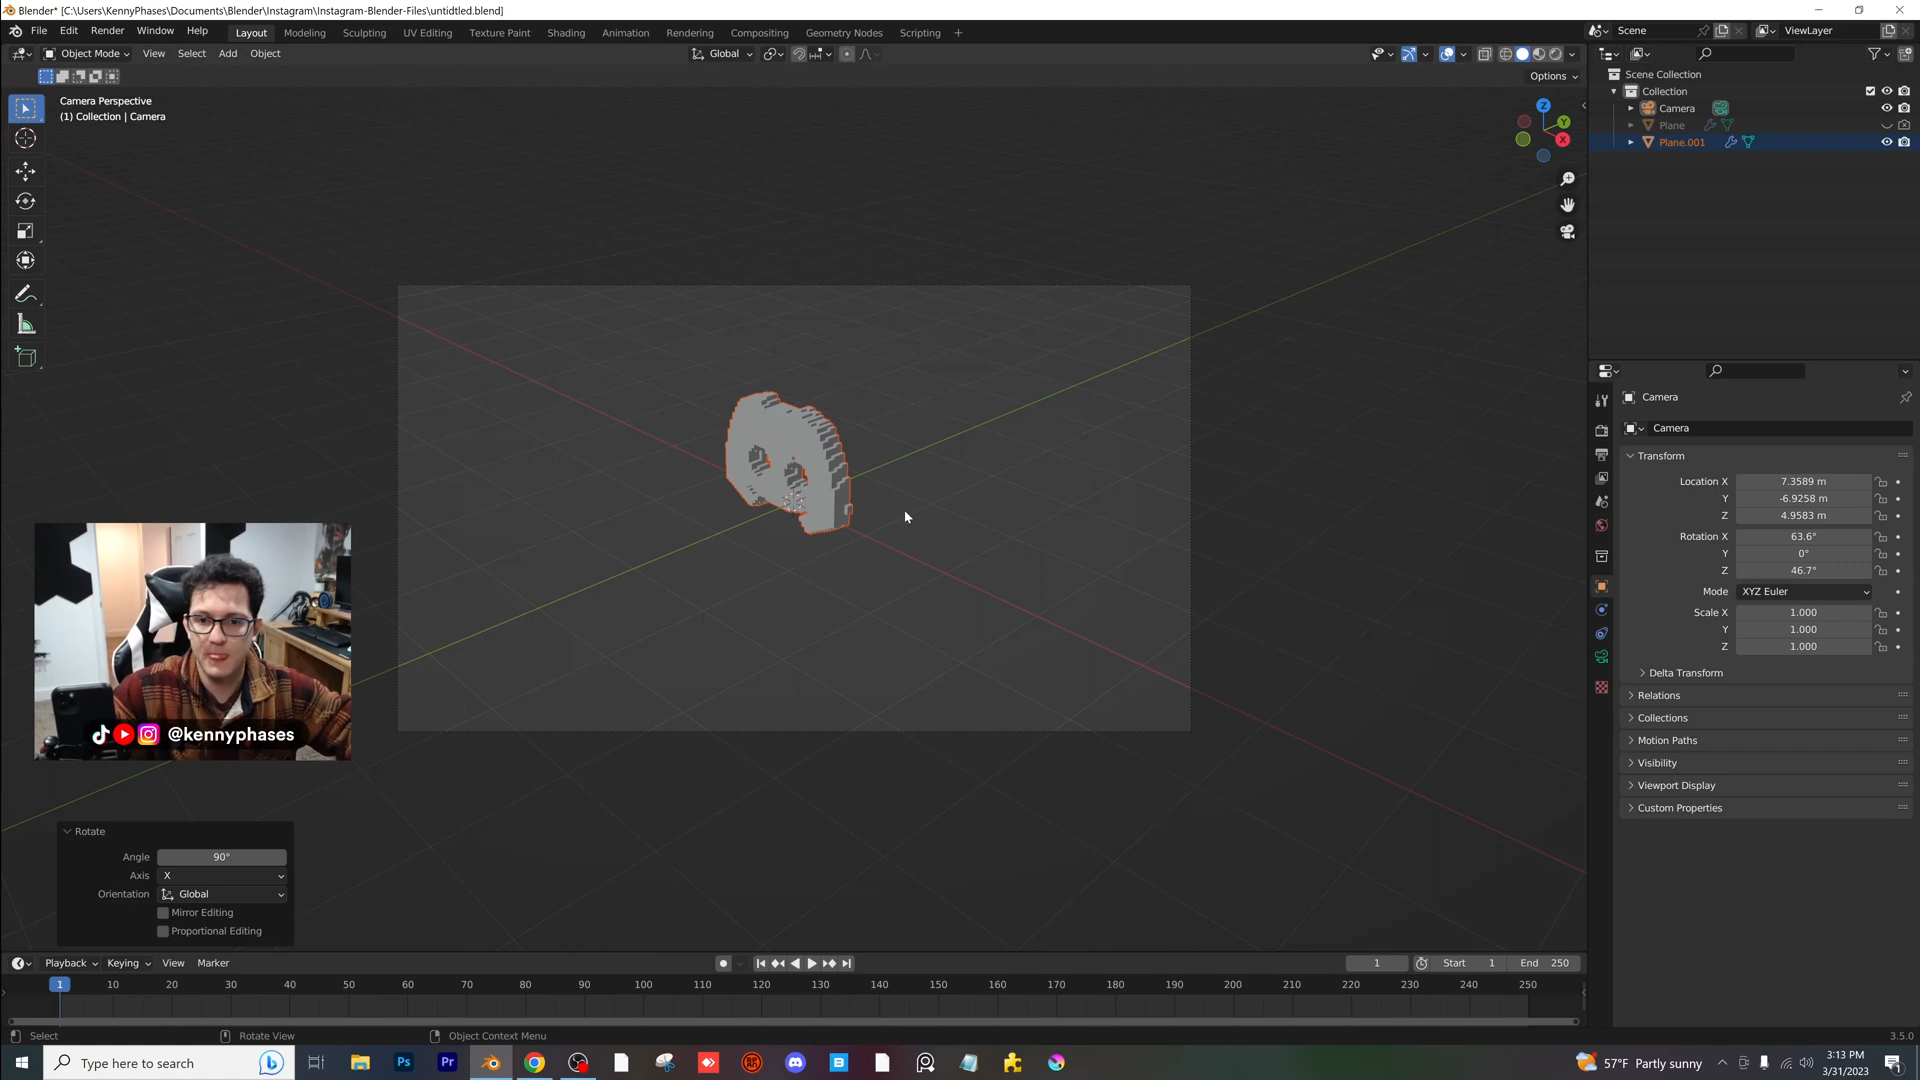 Blender* [C:\Users\KennyPhases\Documents\Blender\Instagram\Instagram-Blender-Files\untidtled.blend]
File Edit Render Window Help Layout Modeling Sculpting UV Editing Texture Paint Shading Animation Rendering Compositing Geometry Nodes Scripting + Scene ViewLayer
Object Mode View Select Add Object Global
Options
Camera Perspective
(1) Collection | Camera
Z
Y
X
Scene Collection
Collection
Camera
Plane
Plane.001
Camera
Camera
Transform
Location X 7.3589 m
Y -6.9258 m
Z 4.9583 m
Rotation X 63.6°
Y 0°
Z 46.7°
Mode XYZ Euler
Scale X 1.000
Y 1.000
Z 1.000
Delta Transform
Relations
Collections
Motion Paths
Visibility
Viewport Display
Custom Properties
@kennyphases
Rotate
Angle 90°
Axis X
Orientation Global
Mirror Editing
Proportional Editing
Playback Keying View Marker 1 Start 1 End 250
1 10 20 30 40 50 60 70 80 90 100 110 120 130 140 150 160 170 180 190 200 210 220 230 240 250
Select Rotate View Object Context Menu 3.5.0
Type here to search Ps Pr 57°F Partly sunny 3:13 PM
3/31/2023